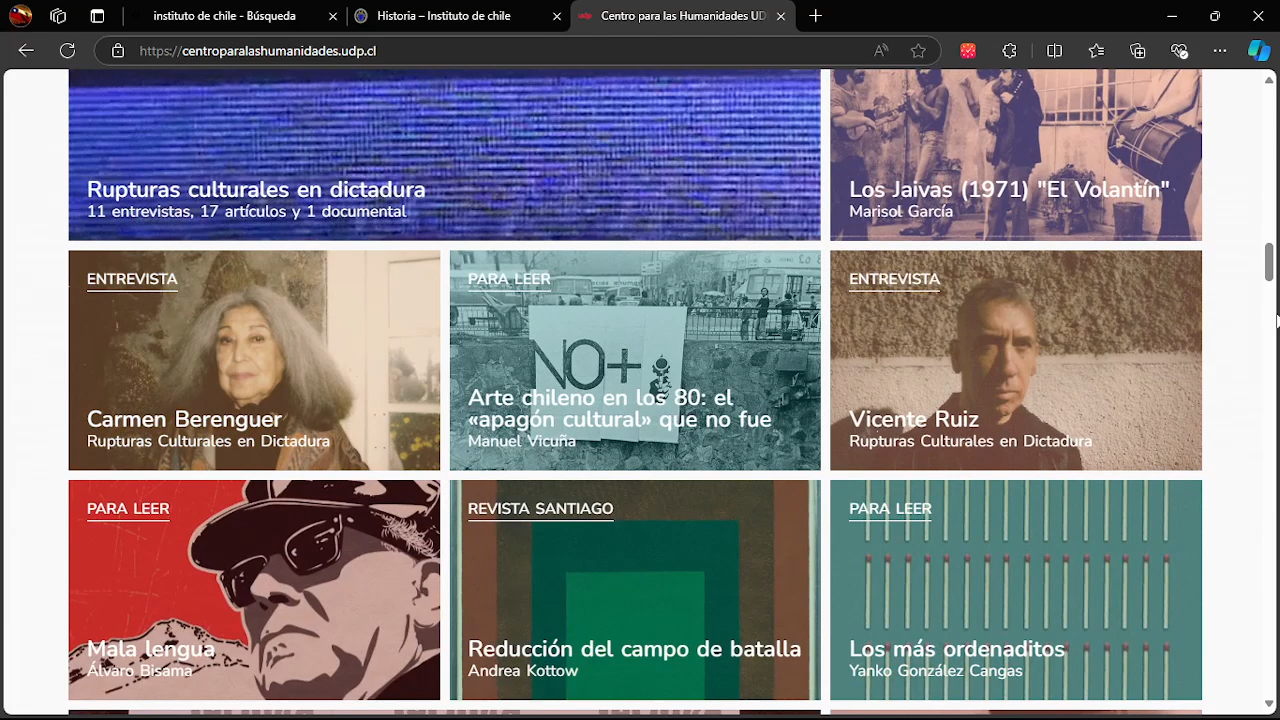 instituto de chile - Búsqueda
Historia – Instituto de chile
udp
Centro para las Humanidades UD
https://centroparalashumanidades.udp.cl
Rupturas culturales en dictadura
11 entrevistas, 17 artículos y 1 documental
Los Jaivas (1971) "El Volantín"
Marisol García
ENTREVISTA
Carmen Berenguer
Rupturas Culturales en Dictadura
PARA LEER
NO+
Arte chileno en los 80: el
«apagón cultural» que no fue
Manuel Vicuña
ENTREVISTA
Vicente Ruiz
Rupturas Culturales en Dictadura
PARA LEER
Mala lengua
Álvaro Bisama
REVISTA SANTIAGO
Reducción del campo de batalla
Andrea Kottow
PARA LEER
Los más ordenaditos
Yanko González Cangas